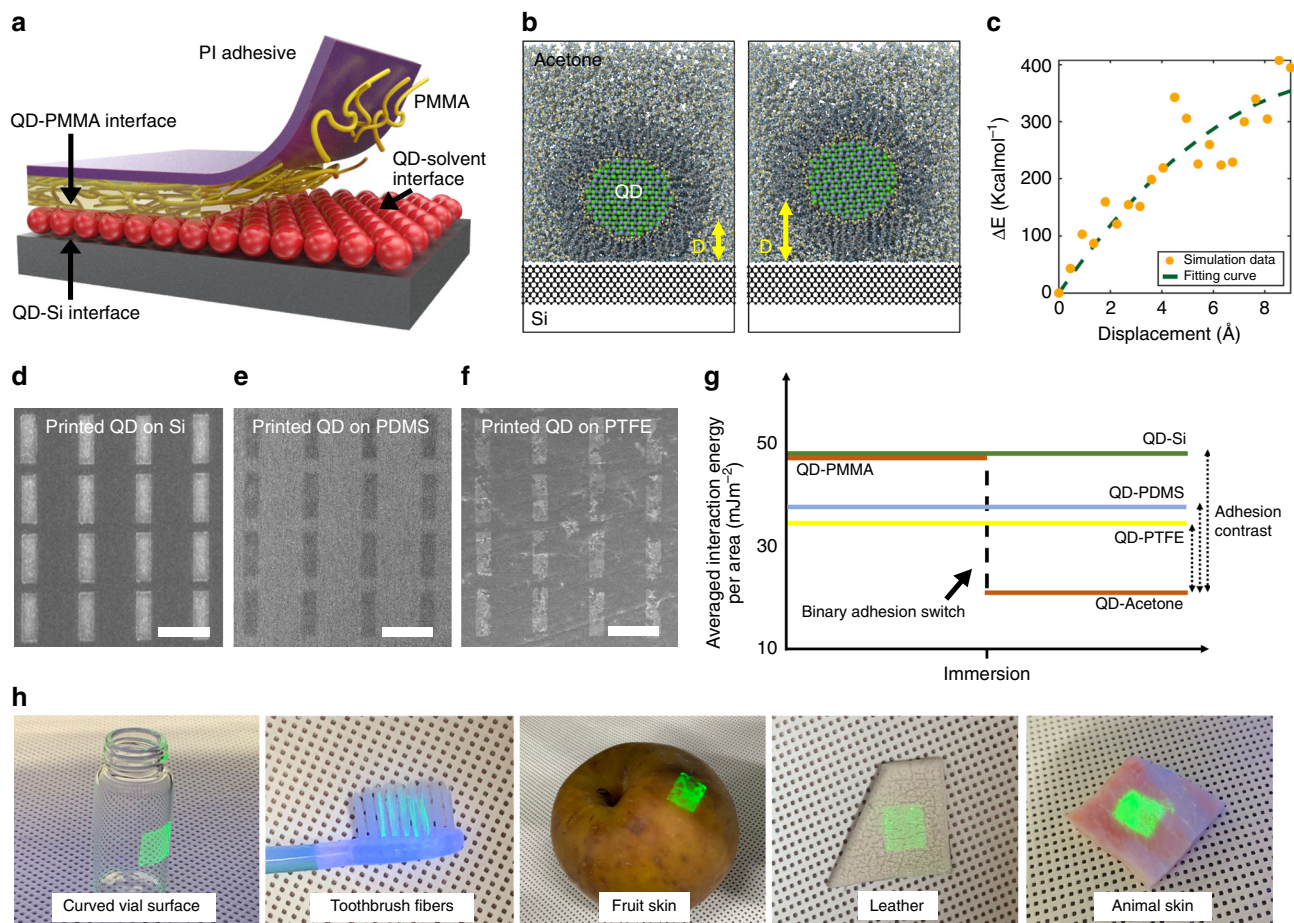 a
PI adhesive
PMMA
QD-PMMA interface
QD-solvent
interface
QD-Si interface
b
Acetone
QD
D
Si
D
c
400
300
200
100
0
ΔE (Kcalmol⁻¹)
Simulation data
Fitting curve
0
2
4
6
8
Displacement (Å)
d
Printed QD on Si
e
Printed QD on PDMS
f
Printed QD on PTFE
g
Averaged interaction energy
per area (mJm⁻²)
50
30
10
QD-Si
QD-PMMA
QD-PDMS
QD-PTFE
Adhesion
contrast
Binary adhesion switch
QD-Acetone
Immersion
h
Curved vial surface
Toothbrush fibers
Fruit skin
Leather
Animal skin